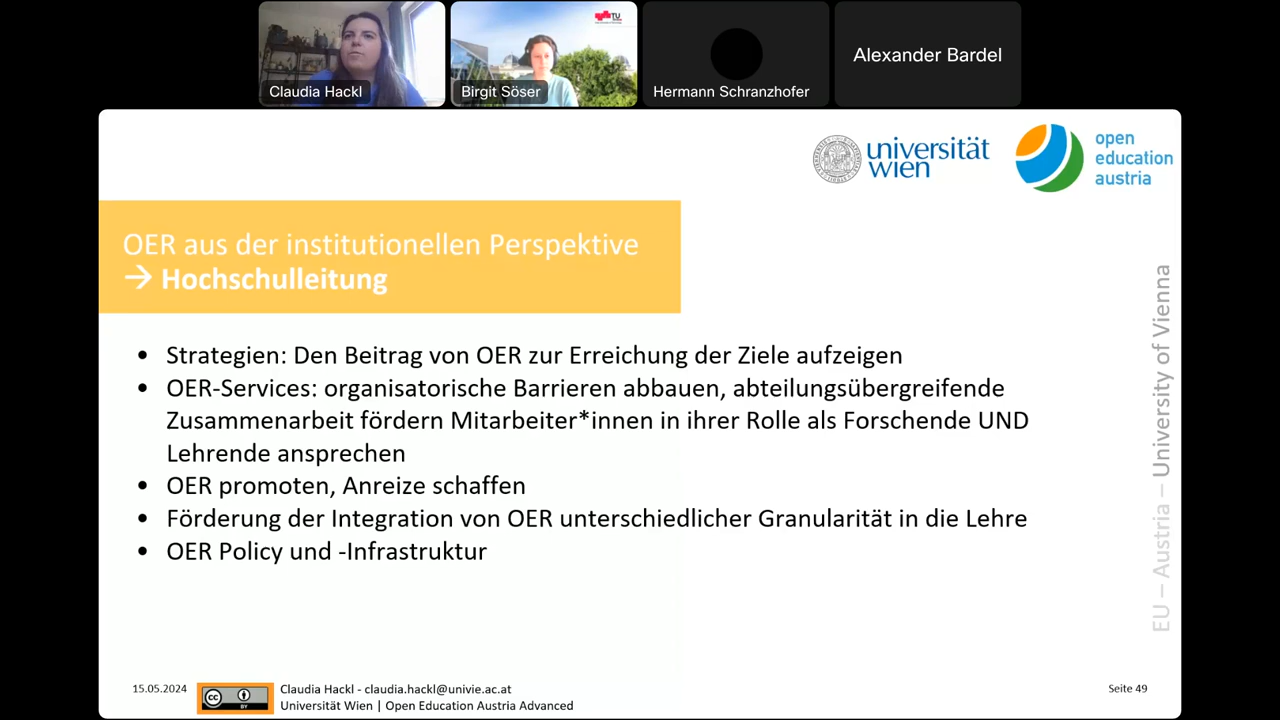 TU
Claudia Hackl
Birgit Söser
Hermann Schranzhofer
Alexander Bardel
universität
wien
open
education
austria
OER aus der institutionellen Perspektive
→ Hochschulleitung
• Strategien: Den Beitrag von OER zur Erreichung der Ziele aufzeigen
• OER-Services: organisatorische Barrieren abbauen, abteilungsübergreifende
Zusammenarbeit fördern Mitarbeiter*innen in ihrer Rolle als Forschende UND
Lehrende ansprechen
• OER promoten, Anreize schaffen
• Förderung der Integration von OER unterschiedlicher Granularität in die Lehre
• OER Policy und -Infrastruktur
EU – Austria – University of Vienna
15.05.2024
cc
BY
Claudia Hackl - claudia.hackl@univie.ac.at
Universität Wien | Open Education Austria Advanced
Seite 49